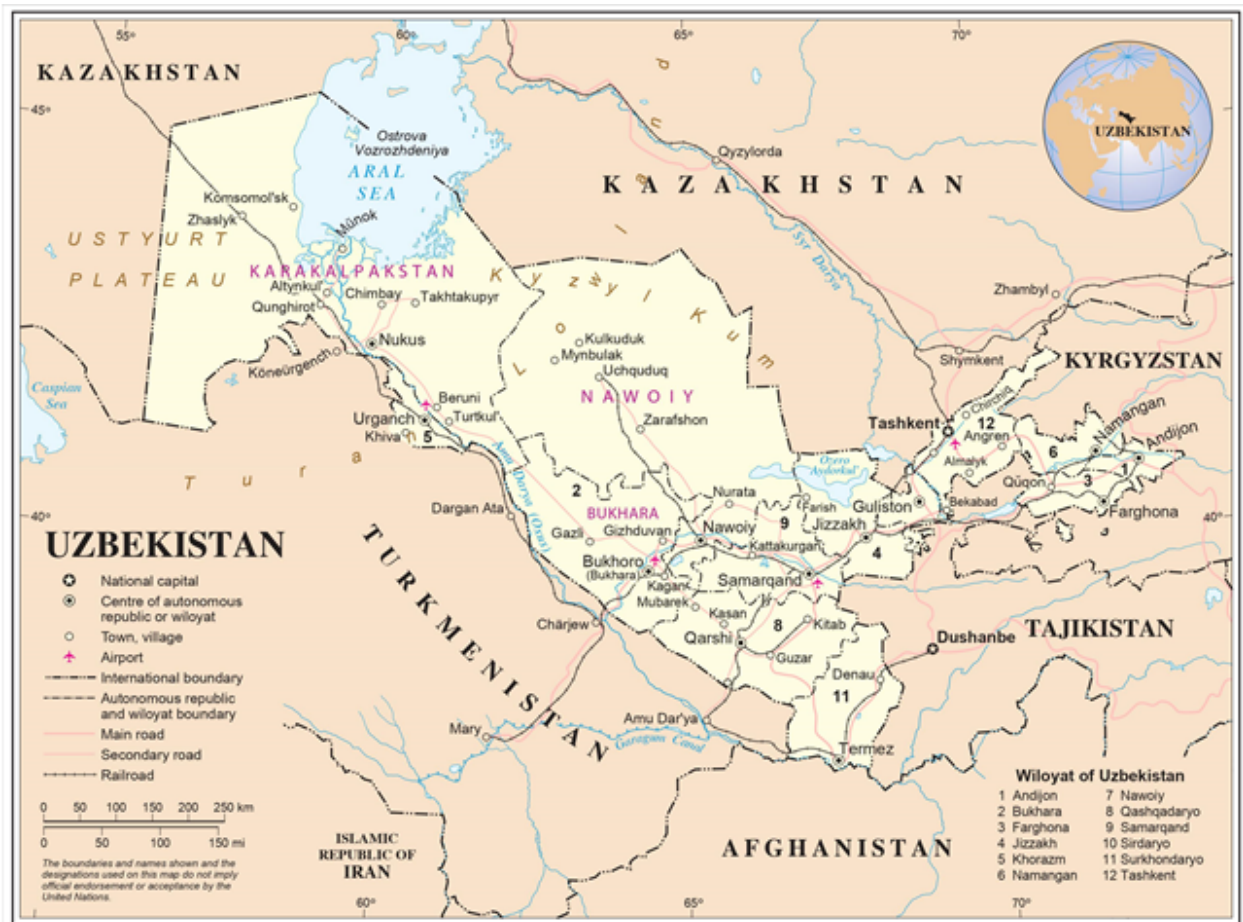 55°
60°
65°
70°
KAZAKHSTAN
45°
Ostrova
Vozrozhdeniya
ARAL
SEA
Qyzylorda
UZBEKISTAN
KAZAKHSTAN
Komsomol'sk
Zhaslyk
Mŭnok
USTYURT
PLATEAU
KARAKALPAKSTAN
Kyzyl Kum
Syr Darya
Zhambyl
Altynkul'
Chimbay
Takhtakupyr
Qunghirot
Nukus
Kulkuduk
Mynbulak
Shymkent
KYRGYZSTAN
Köneürgench
Uchquduq
Caspian
Sea
Beruni
NAWOIY
Chirchiq
Namangan
Urganch
Turtkul'
Tashkent
12
Andijon
Khiva
5
Zarafshon
Angren
6
Almalyk
1
Turan
Lowland
Amu Darya (Oxus)
Ozero
Aydorkul'
Qŭqon
3
2
Nurata
Farish
Guliston
Bekabad
Farghona
Dargan Ata
BUKHARA
9
Jizzakh
40°
40°
UZBEKISTAN
Gazli
Gizhduvan
Nawoiy
Kattakurgan
4
Bukhoro
(Bukhara)
Kagan
Samarqand
Mubarek
Kasan
8
Kitab
TURKMENISTAN
Chärjew
Qarshi
Guzar
Dushanbe
TAJIKISTAN
Denau
11
Amu Dar'ya
Mary
Garagum Canal
Termez
National capital
Centre of autonomous
republic or wiloyat
Town, village
Airport
International boundary
Autonomous republic
and wiloyat boundary
Main road
Secondary road
Railroad
0 50 100 150 200 250 km
0 50 100 150 mi
The boundaries and names shown and the
designations used on this map do not imply
official endorsement or acceptance by the
United Nations.
ISLAMIC
REPUBLIC OF
IRAN
AFGHANISTAN
Wiloyat of Uzbekistan
1 Andijon
2 Bukhara
3 Farghona
4 Jizzakh
5 Khorazm
6 Namangan
7 Nawoiy
8 Qashqadaryo
9 Samarqand
10 Sirdaryo
11 Surkhondaryo
12 Tashkent
60°
65°
70°